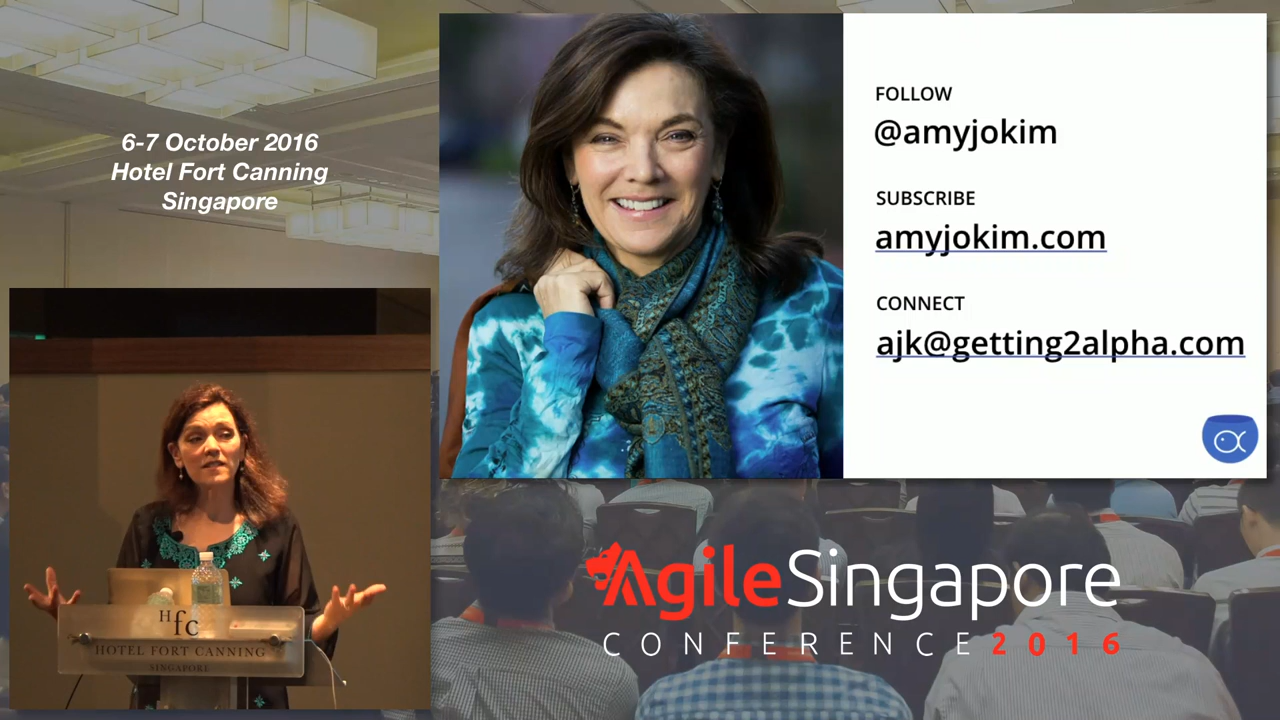 6-7 October 2016
Hotel Fort Canning
Singapore
FOLLOW
@amyjokim
SUBSCRIBE
amyjokim.com
CONNECT
ajk@getting2alpha.com
Hfc
HOTEL FORT CANNING
SINGAPORE
AgileSingapore
CONFERENCE 2016